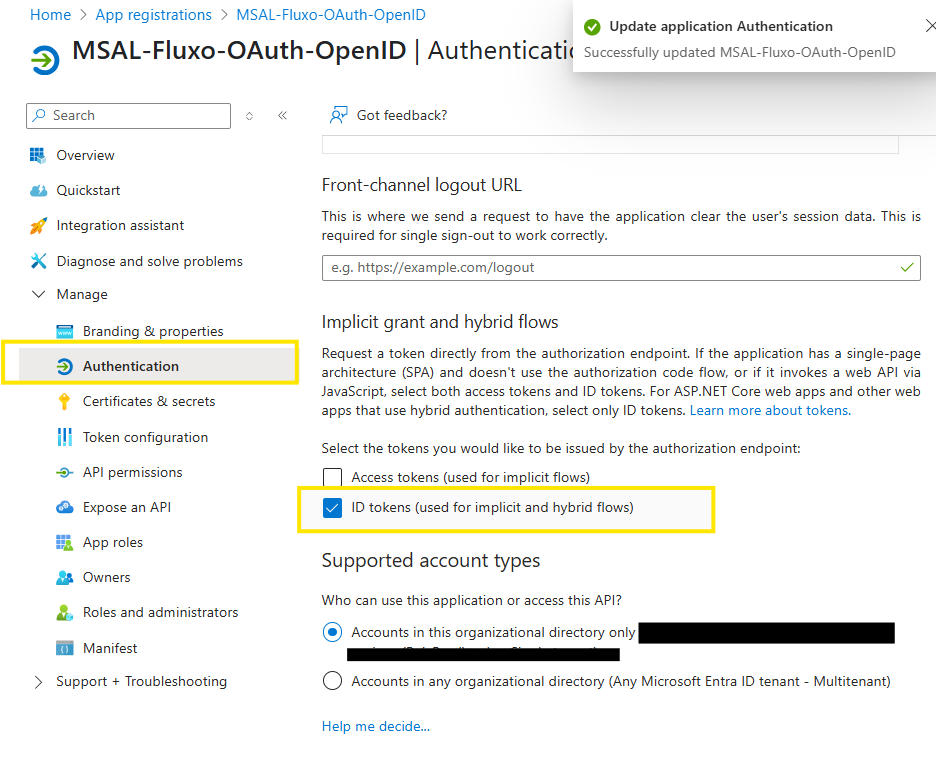 Home > App registrations > MSAL-Fluxo-OAuth-OpenID
Update application Authentication
Successfully updated MSAL-Fluxo-OAuth-OpenID
MSAL-Fluxo-OAuth-OpenID |
Search
Got feedback?
Overview
Quickstart
Integration assistant
Diagnose and solve problems
Manage
Branding & properties
Authentication
Certificates & secrets
Token configuration
API permissions
Expose an API
App roles
Owners
Roles and administrators
Manifest
Support + Troubleshooting
Front-channel logout URL
This is where we send a request to have the application clear the user's session data. This is
required for single sign-out to work correctly.
e.g. https://example.com/logout
Implicit grant and hybrid flows
Request a token directly from the authorization endpoint. If the application has a single-page
architecture (SPA) and doesn't use the authorization code flow, or if it invokes a web API via
JavaScript, select both access tokens and ID tokens. For ASP.NET Core web apps and other web
apps that use hybrid authentication, select only ID tokens. Learn more about tokens.
Select the tokens you would like to be issued by the authorization endpoint:
Access tokens (used for implicit flows)
ID tokens (used for implicit and hybrid flows)
Supported account types
Who can use this application or access this API?
Accounts in this organizational directory only
Accounts in any organizational directory (Any Microsoft Entra ID tenant - Multitenant)
Help me decide...